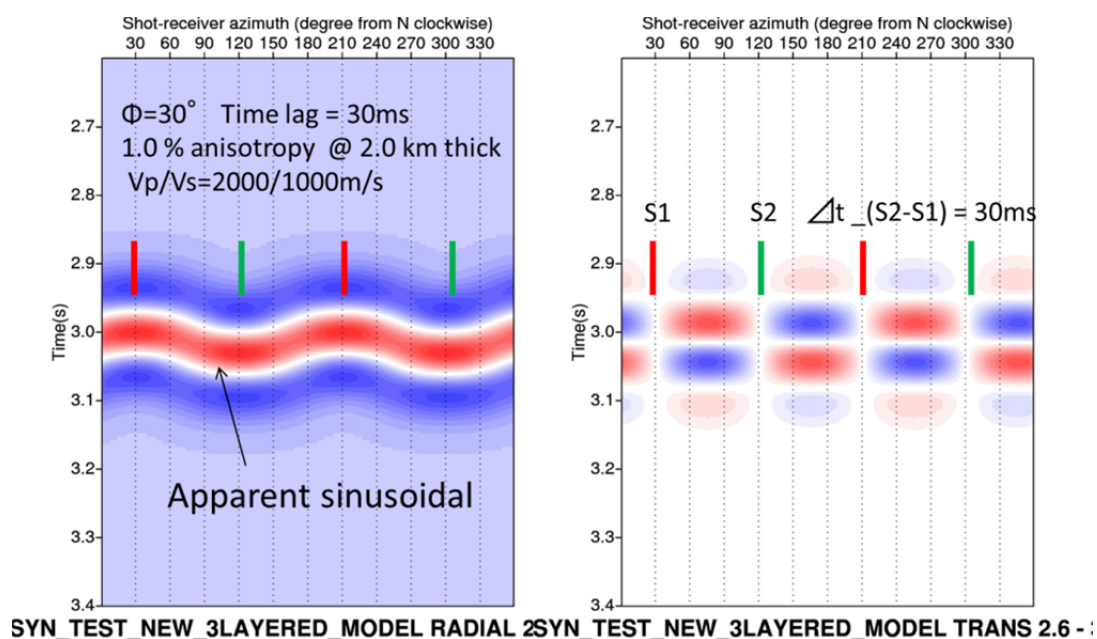 Shot-receiver azimuth (degree from N clockwise)
30 60 90 120 150 180 210 240 270 300 330
Φ=30° Time lag = 30ms
1.0 % anisotropy @ 2.0 km thick
Vp/Vs=2000/1000m/s
Time(s)
2.7
2.8
2.9
3.0
3.1
3.2
3.3
3.4
Apparent sinusoidal
SYN_TEST_NEW_3LAYERED_MODEL RADIAL 2
Shot-receiver azimuth (degree from N clockwise)
30 60 90 120 150 180 210 240 270 300 330
S1 S2 ⊿t _(S2-S1) = 30ms
Time(s)
2.7
2.8
2.9
3.0
3.1
3.2
3.3
3.4
SYN_TEST_NEW_3LAYERED_MODEL TRANS 2.6 -